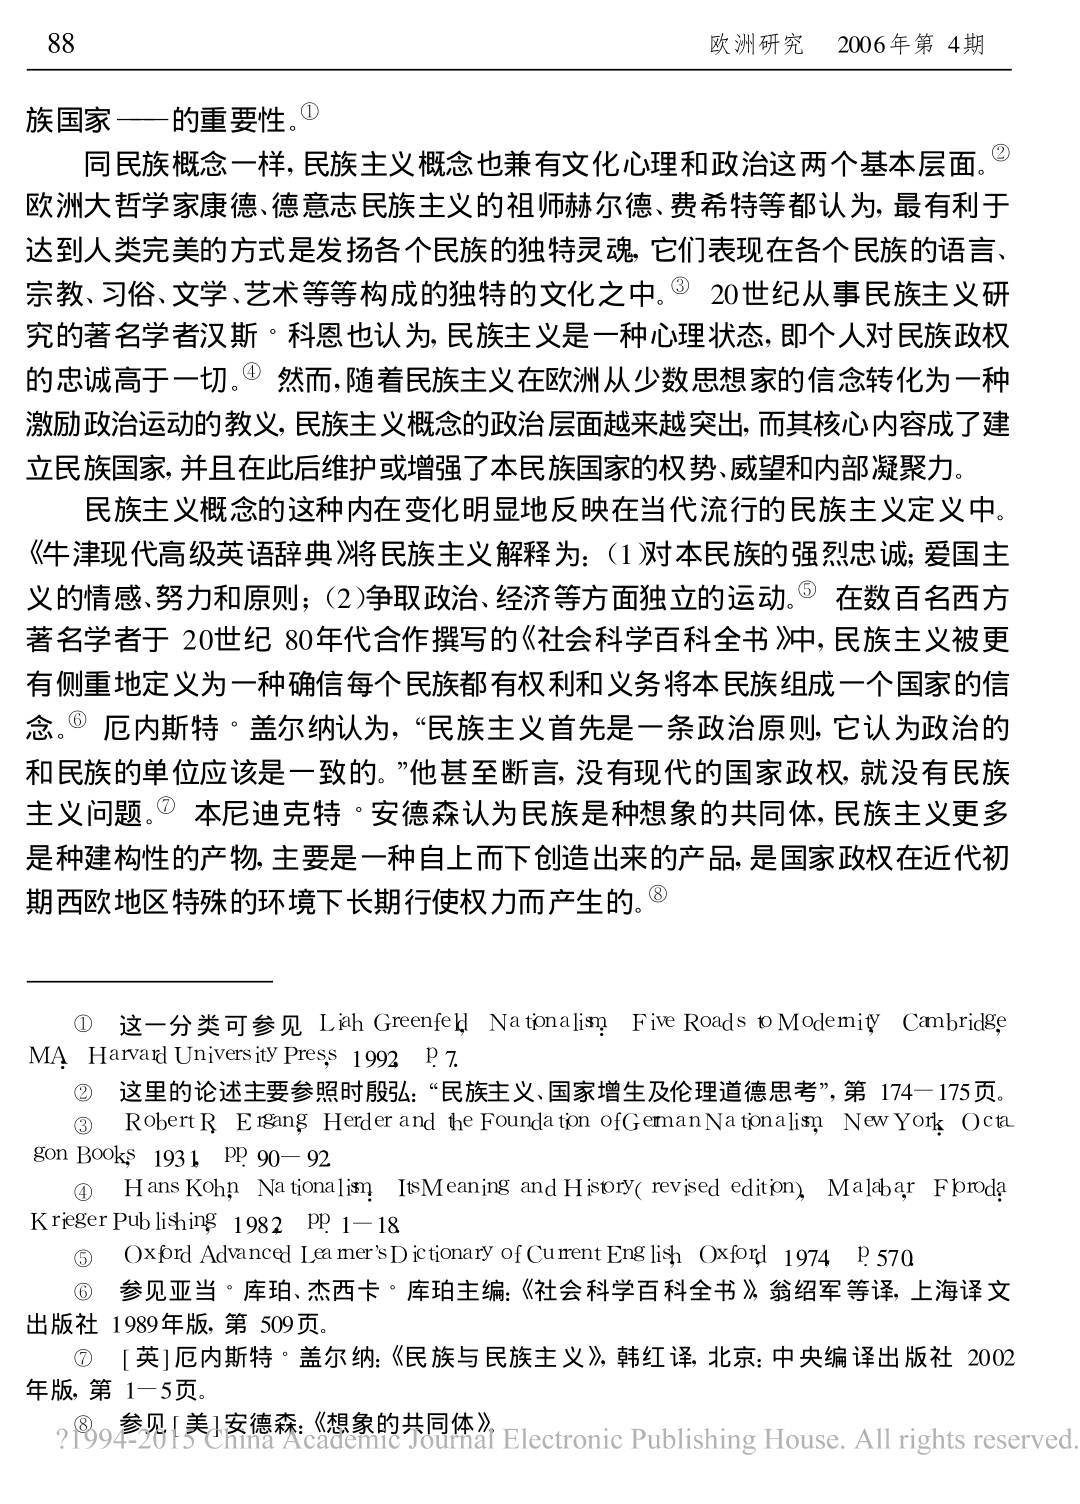 88 欧洲研究 2006年第4期
族国家——的重要性。①
同民族概念一样,民族主义概念也兼有文化心理和政治这两个基本层面。②
欧洲大哲学家康德、德意志民族主义的祖师赫尔德、费希特等都认为,最有利于
达到人类完美的方式是发扬各个民族的独特灵魂,它们表现在各个民族的语言、
宗教、习俗、文学、艺术等等构成的独特的文化之中。③ 20世纪从事民族主义研
究的著名学者汉斯°科恩也认为,民族主义是一种心理状态,即个人对民族政权
的忠诚高于一切。④ 然而,随着民族主义在欧洲从少数思想家的信念转化为一种
激励政治运动的教义,民族主义概念的政治层面越来越突出,而其核心内容成了建
立民族国家,并且在此后维护或增强了本民族国家的权势、威望和内部凝聚力。
民族主义概念的这种内在变化明显地反映在当代流行的民族主义定义中。
《牛津现代高级英语辞典》将民族主义解释为:(1)对本民族的强烈忠诚;爱国主
义的情感、努力和原则;(2)争取政治、经济等方面独立的运动。⑤ 在数百名西方
著名学者于20世纪80年代合作撰写的《社会科学百科全书》中,民族主义被更
有侧重地定义为一种确信每个民族都有权利和义务将本民族组成一个国家的信
念。⑥ 厄内斯特°盖尔纳认为,“民族主义首先是一条政治原则,它认为政治的
和民族的单位应该是一致的。”他甚至断言,没有现代的国家政权,就没有民族
主义问题。⑦ 本尼迪克特°安德森认为民族是种想象的共同体,民族主义更多
是种建构性的产物,主要是一种自上而下创造出来的产品,是国家政权在近代初
期西欧地区特殊的环境下长期行使权力而产生的。⑧
① 这一分类可参见 Liah Greenfeld, Nationalism: Five Roads to Modernity, Cambridge,
MA: Harvard University Press, 1992, p. 7.
② 这里的论述主要参照时殷弘:“民族主义、国家增生及伦理道德思考”,第174—175页。
③ Robert R. Ergang, Herder and the Foundation of German Nationalism, New York: Octa-
gon Books, 1931, pp. 90—92.
④ Hans Kohn, Nationalism: Its Meaning and History (revised edition), Malabar, Floroda:
Krieger Publishing, 1982, pp. 1—18.
⑤ Oxford Advanced Learner's Dictionary of Current English, Oxford, 1974, p. 570.
⑥ 参见亚当°库珀、杰西卡°库珀主编:《社会科学百科全书》,翁绍军等译,上海译文
出版社1989年版,第509页。
⑦ [英]厄内斯特°盖尔纳:《民族与民族主义》,韩红译,北京:中央编译出版社2002
年版,第1—5页。
⑧ 参见[美]安德森:《想象的共同体》。
?1994-2015 China Academic Journal Electronic Publishing House. All rights reserved.